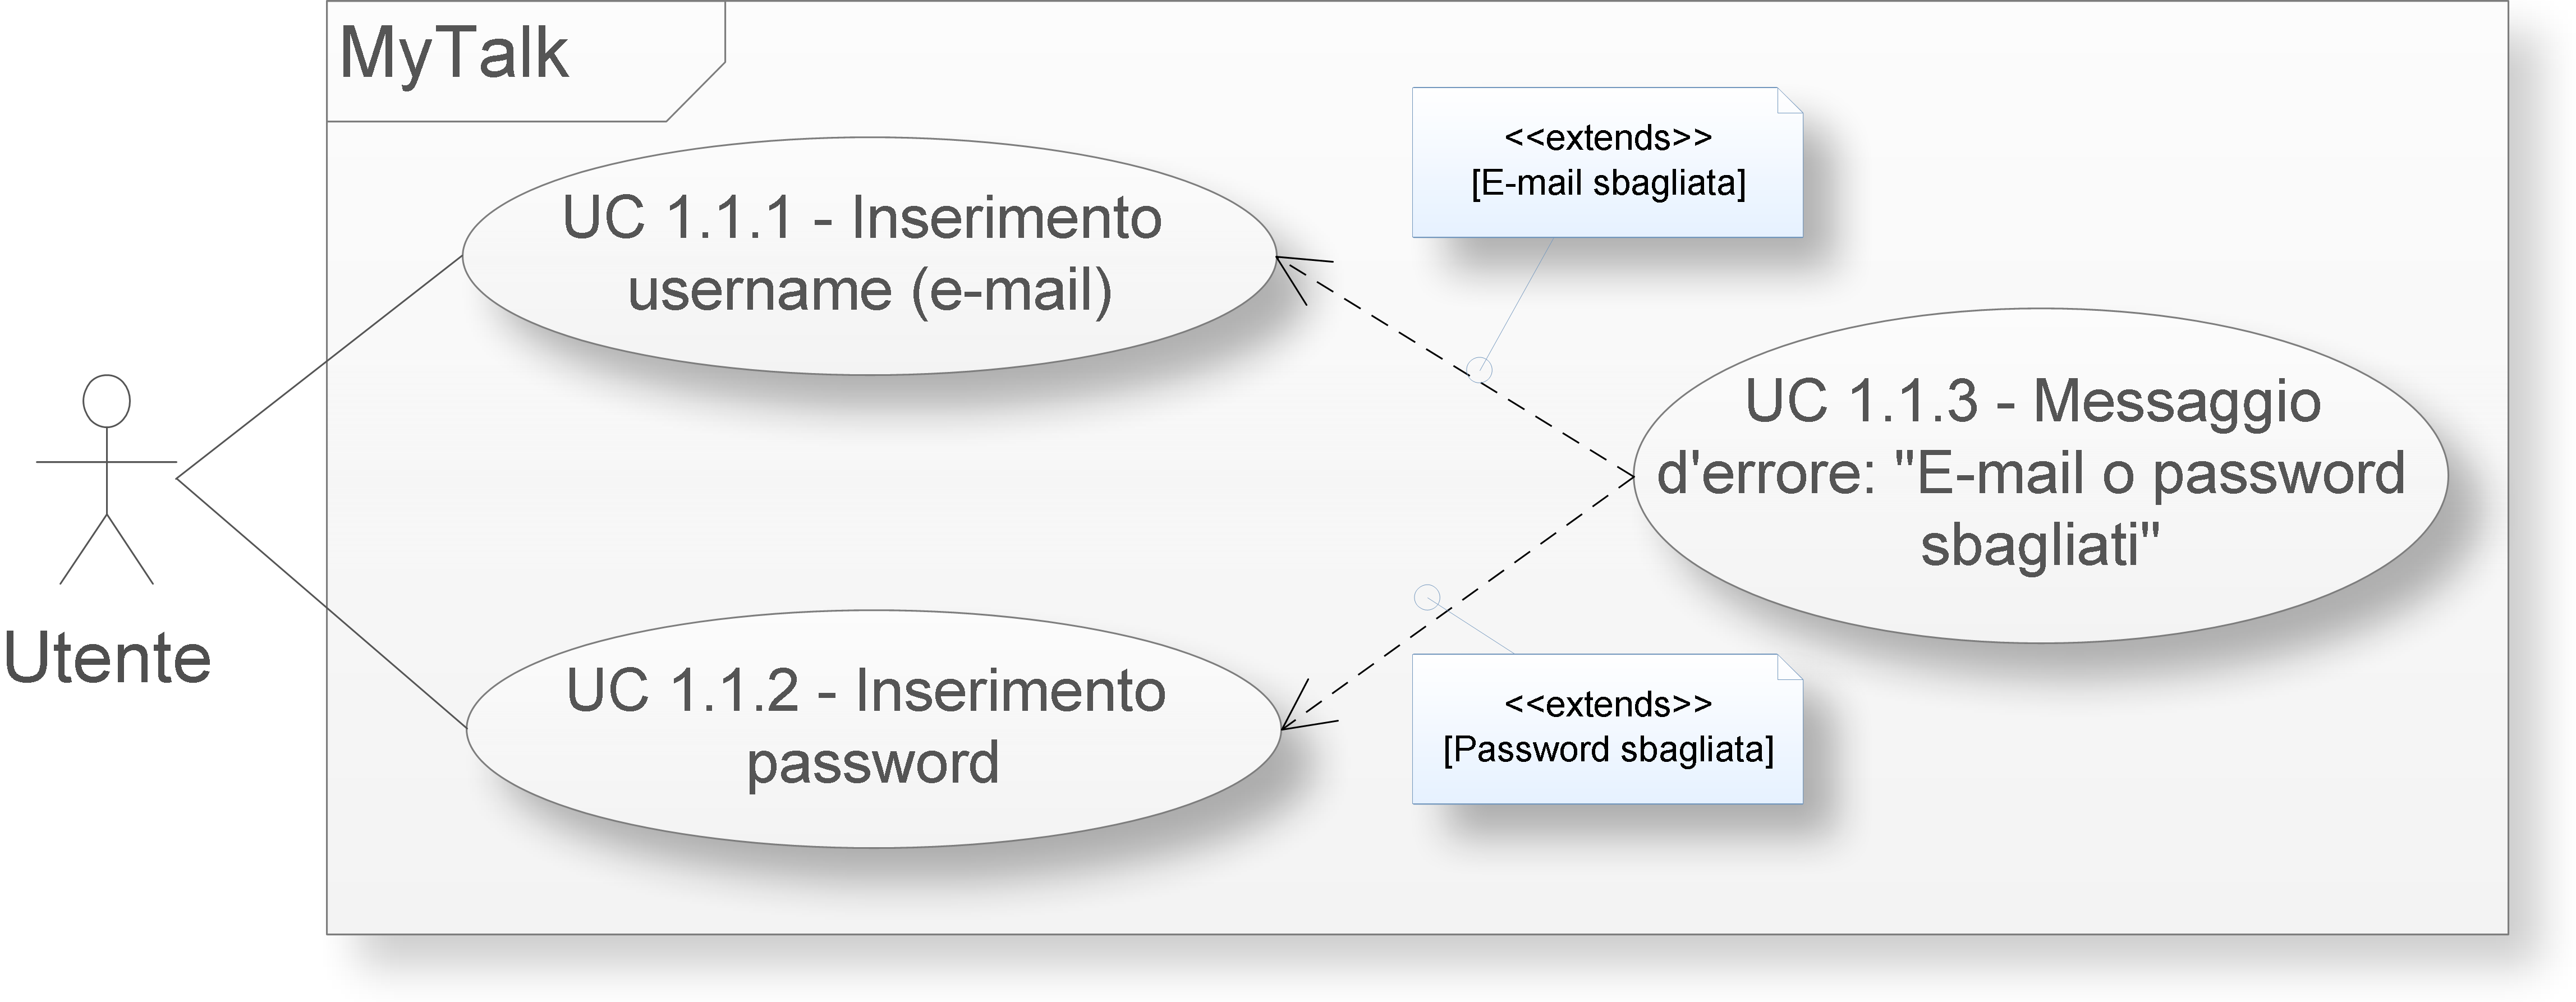 MyTalk
UC 1.1.1 - Inserimento
username (e-mail)
<<extends>>
[E-mail sbagliata]
UC 1.1.3 - Messaggio
d'errore: "E-mail o password
sbagliati"
Utente
UC 1.1.2 - Inserimento
password
<<extends>>
[Password sbagliata]